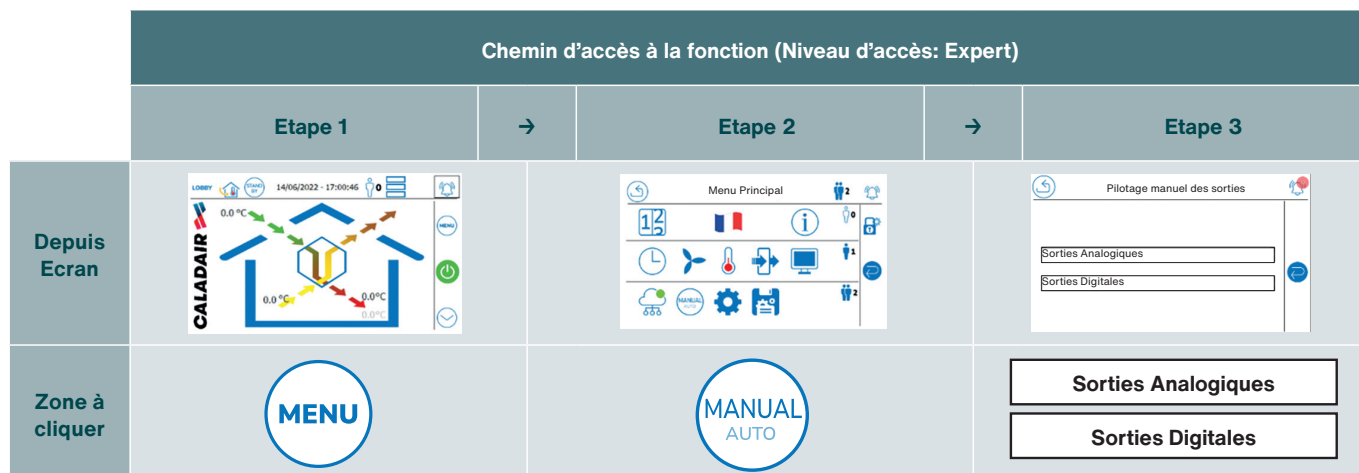 Chemin d'accès à la fonction (Niveau d'accès: Expert)
Etape 1 → Etape 2 → Etape 3
Depuis
Ecran
LOBBY STAND BY 14/06/2022 - 17:00:46 0
0.0 °C
MENU
CALADAIR
0.0 °C 0.0°C
0.0°C
Menu Principal 2
1 2 2 i 0
1
MANUAL
AUTO
2
Pilotage manuel des sorties
Sorties Analogiques
Sorties Digitales
Zone à
cliquer
MENU
MANUAL
AUTO
Sorties Analogiques
Sorties Digitales